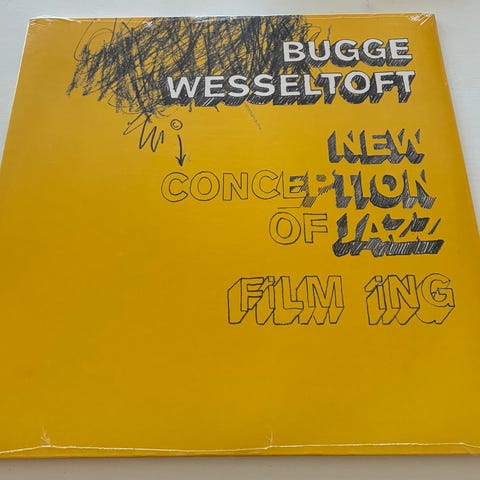 BUGGE
WESSELTOFT
NEW
CONCEPTION
OF JAZZ
FiLM iNG